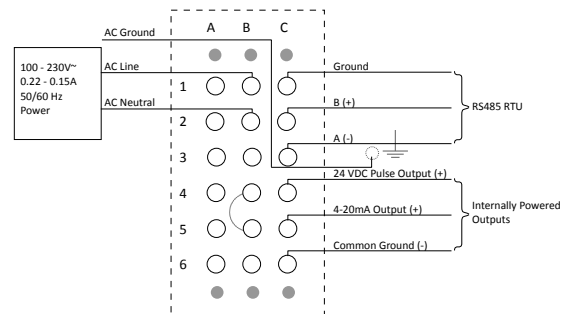 AC Ground
A B C
100 - 230V~
0.22 - 0.15A
50/60 Hz
Power
AC Line
AC Neutral
1
2
3
4
5
6
Ground
B (+)
A (-)
RS485 RTU
24 VDC Pulse Output (+)
4-20mA Output (+)
Common Ground (-)
Internally Powered
Outputs